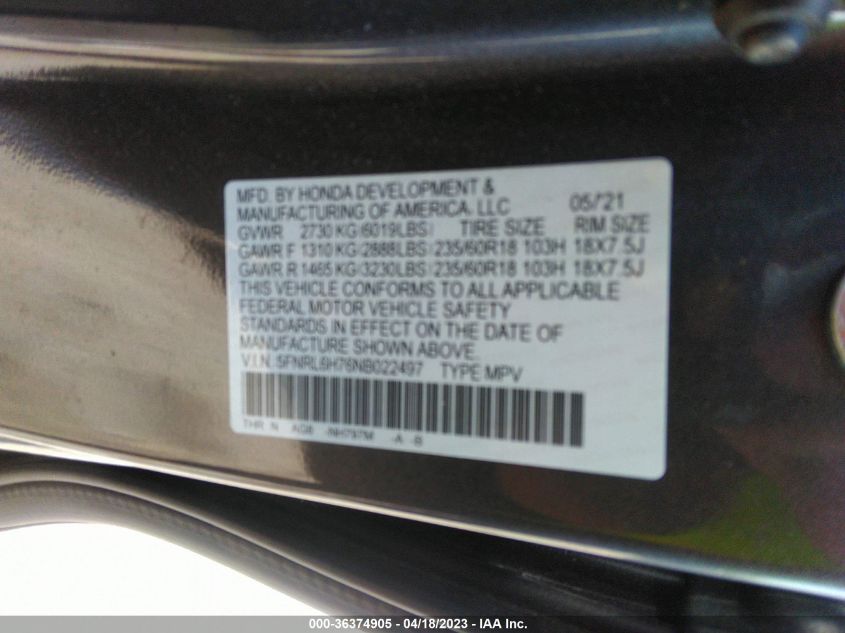 MFD. BY HONDA DEVELOPMENT &
MANUFACTURING OF AMERICA, LLC 05/21
GVWR 2730 KG(6019LBS) TIRE SIZE RIM SIZE
GAWR F 1310 KG(2888LBS) 235/60R18 103H 18X7.5J
GAWR R 1465 KG(3230LBS) 235/60R18 103H 18X7.5J
THIS VEHICLE CONFORMS TO ALL APPLICABLE
FEDERAL MOTOR VEHICLE SAFETY
STANDARDS IN EFFECT ON THE DATE OF
MANUFACTURE SHOWN ABOVE.
V.I.N. 5FNRL6H76NB022497 TYPE:MPV
THR N AG8 -NH797M -A -B
000-36374905 - 04/18/2023 - IAA Inc.